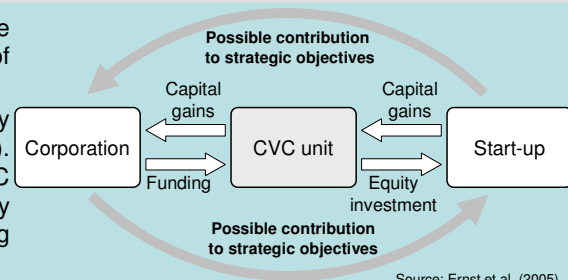 e
of
y
).
C
y
g
Possible contribution
to strategic objectives
Capital
gains
Capital
gains
Corporation
CVC unit
Start-up
Funding
Equity
investment
Possible contribution
to strategic objectives
Source: Ernst et al. (2005)